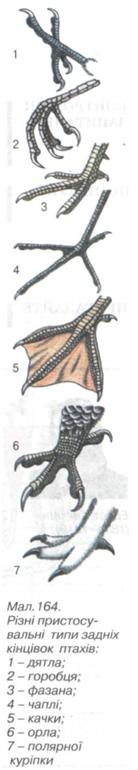 1
2
3
4
5
6
7
Мал.164.
Різні пристосу-
вальні типи задніх
кінцівок птахів:
1 – дятла;
2 – горобця;
3 – фазана;
4 – чаплі;
5 – качки;
6 – орла;
7 – полярної
куріпки